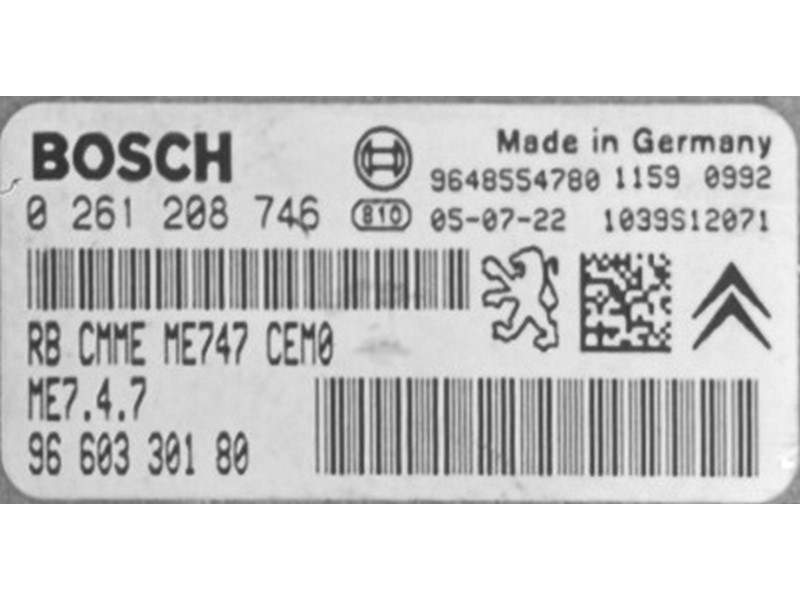 BOSCH
Made in Germany
9648554780 1159 0992
0 261 208 746
810 05-07-22 1039S12071
RB CMME ME747 CEM0
ME7.4.7
96 603 301 80